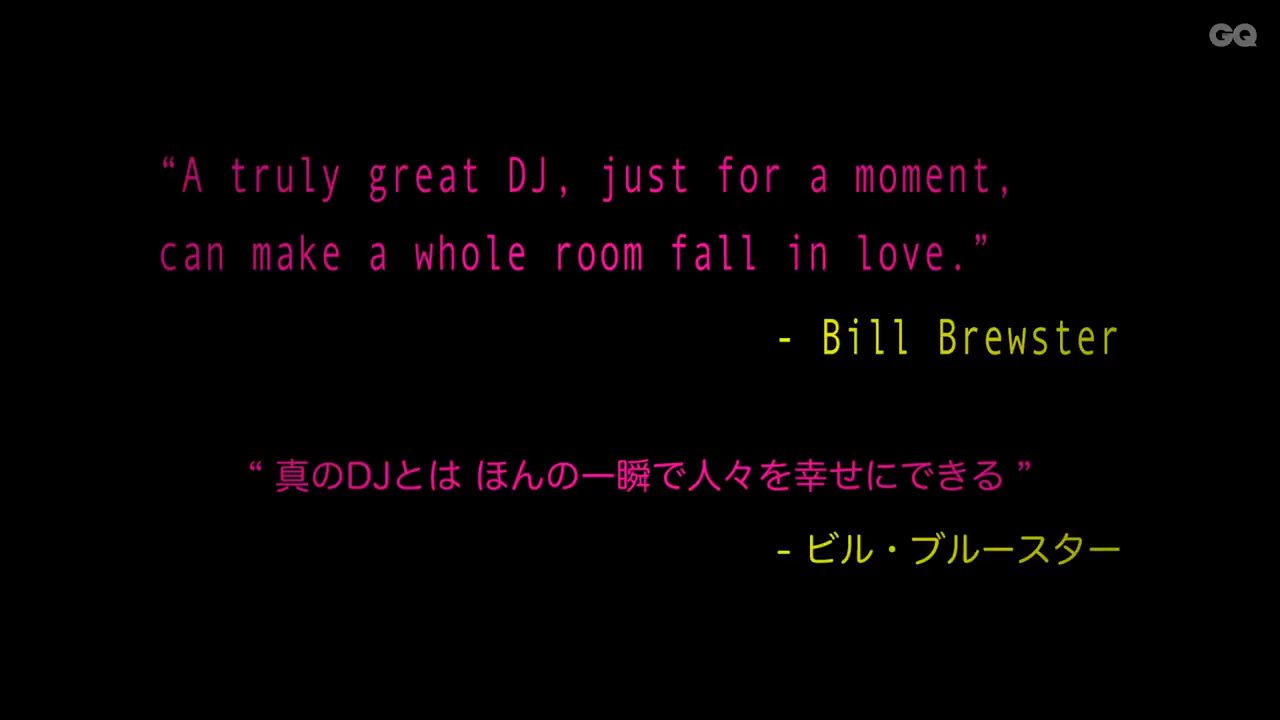 GQ
“A truly great DJ, just for a moment,
can make a whole room fall in love.”
- Bill Brewster
“ 真のDJとは ほんの一瞬で人々を幸せにできる ”
- ビル・ブルースター